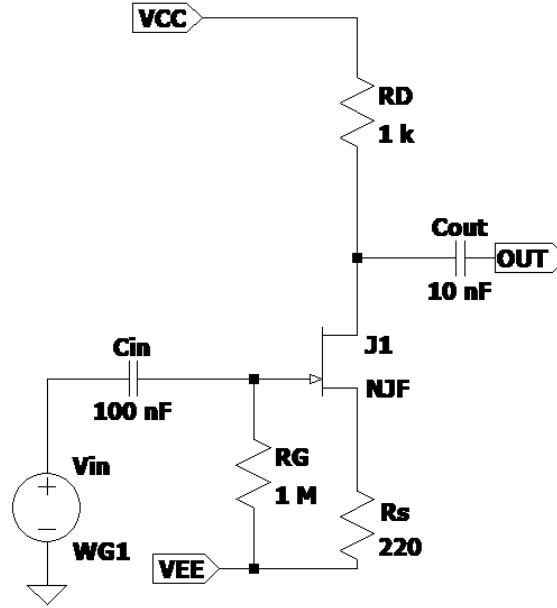 VCC
RD
1 k
Cout
OUT
10 nF
Cin
J1
100 nF
NJF
Vin
RG
1 M
Rs
220
WG1
VEE